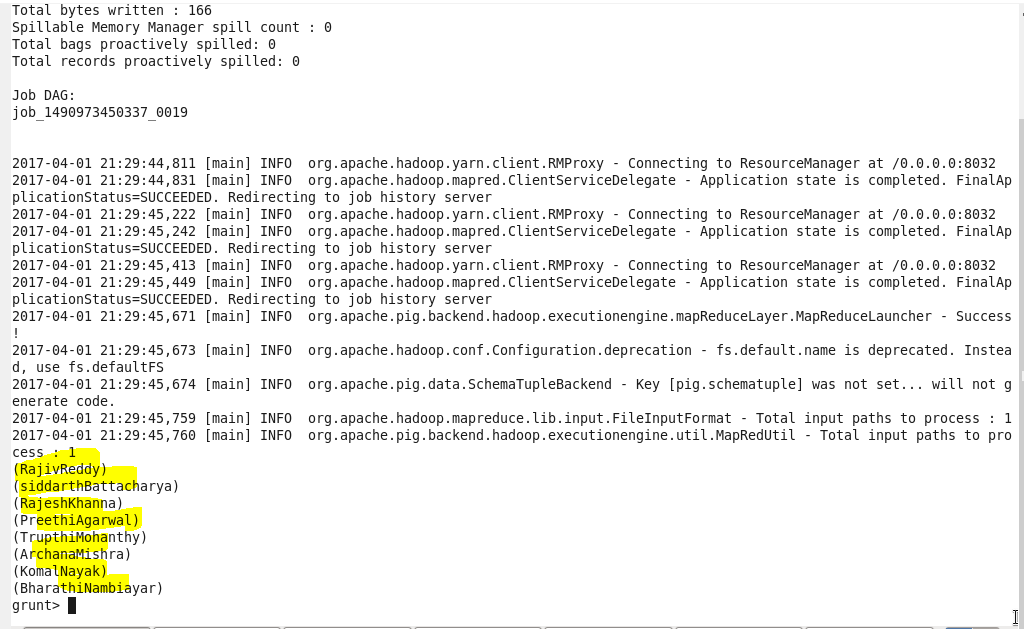 Total bytes written : 166
Spillable Memory Manager spill count : 0
Total bags proactively spilled: 0
Total records proactively spilled: 0
Job DAG:
job_1490973450337_0019
2017-04-01 21:29:44,811 [main] INFO  org.apache.hadoop.yarn.client.RMProxy - Connecting to ResourceManager at /0.0.0.0:8032
2017-04-01 21:29:44,831 [main] INFO  org.apache.hadoop.mapred.ClientServiceDelegate - Application state is completed. FinalAp
plicationStatus=SUCCEEDED. Redirecting to job history server
2017-04-01 21:29:45,222 [main] INFO  org.apache.hadoop.yarn.client.RMProxy - Connecting to ResourceManager at /0.0.0.0:8032
2017-04-01 21:29:45,242 [main] INFO  org.apache.hadoop.mapred.ClientServiceDelegate - Application state is completed. FinalAp
plicationStatus=SUCCEEDED. Redirecting to job history server
2017-04-01 21:29:45,413 [main] INFO  org.apache.hadoop.yarn.client.RMProxy - Connecting to ResourceManager at /0.0.0.0:8032
2017-04-01 21:29:45,449 [main] INFO  org.apache.hadoop.mapred.ClientServiceDelegate - Application state is completed. FinalAp
plicationStatus=SUCCEEDED. Redirecting to job history server
2017-04-01 21:29:45,671 [main] INFO  org.apache.pig.backend.hadoop.executionengine.mapReduceLayer.MapReduceLauncher - Success
!
2017-04-01 21:29:45,673 [main] INFO  org.apache.hadoop.conf.Configuration.deprecation - fs.default.name is deprecated. Instea
d, use fs.defaultFS
2017-04-01 21:29:45,674 [main] INFO  org.apache.pig.data.SchemaTupleBackend - Key [pig.schematuple] was not set... will not g
enerate code.
2017-04-01 21:29:45,759 [main] INFO  org.apache.hadoop.mapreduce.lib.input.FileInputFormat - Total input paths to process : 1
2017-04-01 21:29:45,760 [main] INFO  org.apache.pig.backend.hadoop.executionengine.util.MapRedUtil - Total input paths to pro
cess : 1
(RajivReddy)
(siddarthBattacharya)
(RajeshKhanna)
(PreethiAgarwal)
(TrupthiMohanthy)
(ArchanaMishra)
(KomalNayak)
(BharathiNambiayar)
grunt>